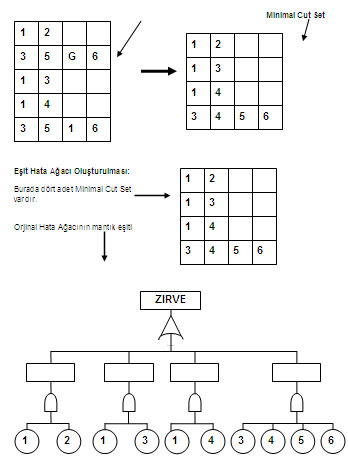 Minimal Cut Set
1 2
3 5 G 6
1 3
1 4
3 5 1 6
1 2
1 3
1 4
3 4 5 6
Eşit Hata Ağacı Oluşturulması:
Burada dört adet Minimal Cut Set
vardır.
Orjinal Hata Ağacının mantık eşiti
1 2
1 3
1 4
3 4 5 6
ZIRVE
1 2 1 3 1 4 3 4 5 6